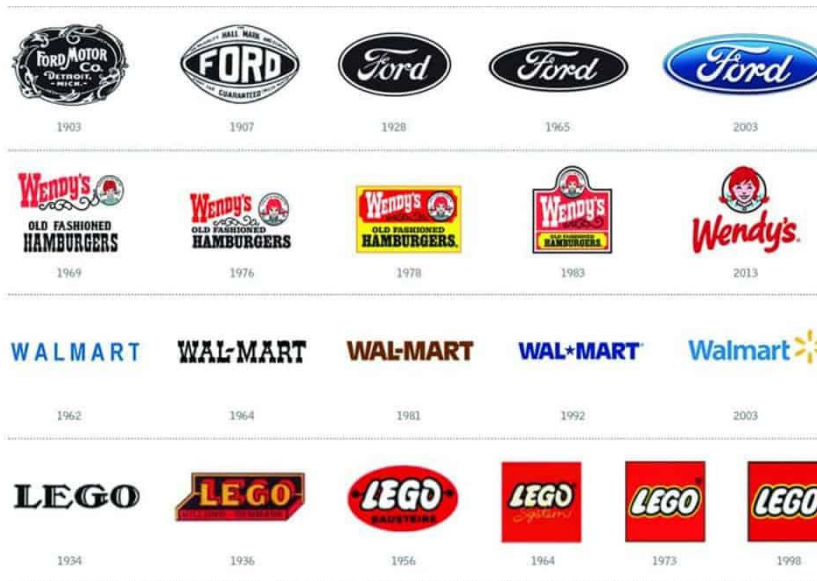 FORD MOTOR
CO.
DETROIT,
MICH.
THE
HALL MARK
FORD
CAR GUARANTEED
Ford
Ford
Ford
1903
1907
1928
1965
2003
WENDY'S
OLD FASHIONED
HAMBURGERS
WENDY'S
OLD FASHIONED
HAMBURGERS
WENDY'S
OLD FASHIONED
HAMBURGERS.
WENDY'S
OLD FASHIONED
HAMBURGERS.
Wendy's.
1969
1976
1978
1983
2013
WALMART
WAL-MART
WAL-MART
WAL★MART
Walmart
1962
1964
1981
1992
2003
LEGO
LEGO
LEGO
BAUSTEINE
LEGO
System
LEGO
LEGO
1934
1936
1956
1964
1973
1998